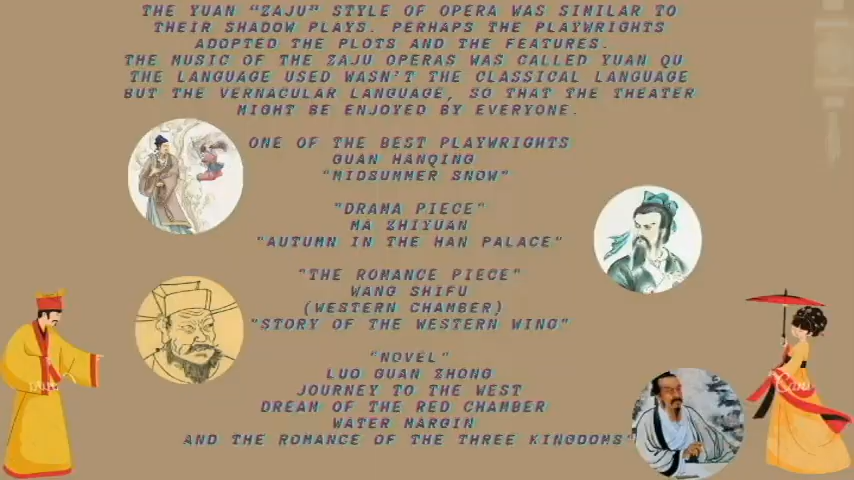 THE YUAN "ZAJU" STYLE OF OPERA WAS SIMILAR TO
THEIR SHADOW PLAYS. PERHAPS THE PLAYWRIGHTS
ADOPTED THE PLOTS AND THE FEATURES.
THE MUSIC OF THE ZAJU OPERAS WAS CALLED YUAN QU
THE LANGUAGE USED WASN'T THE CLASSICAL LANGUAGE
BUT THE VERNACULAR LANGUAGE, SO THAT THE THEATER
MIGHT BE ENJOYED BY EVERYONE.
ONE OF THE BEST PLAYWRIGHTS
GUAN HANQING
"MIDSUMMER SNOW"
"DRAMA PIECE"
MA ZHIYUAN
"AUTUMN IN THE HAN PALACE"
"THE ROMANCE PIECE"
WANG SHIFU
(WESTERN CHAMBER)
"STORY OF THE WESTERN WING"
"NOVEL"
LUO GUAN ZHONG
JOURNEY TO THE WEST
DREAM OF THE RED CHAMBER
WATER MARGIN
AND THE ROMANCE OF THE THREE KINGDOMS"